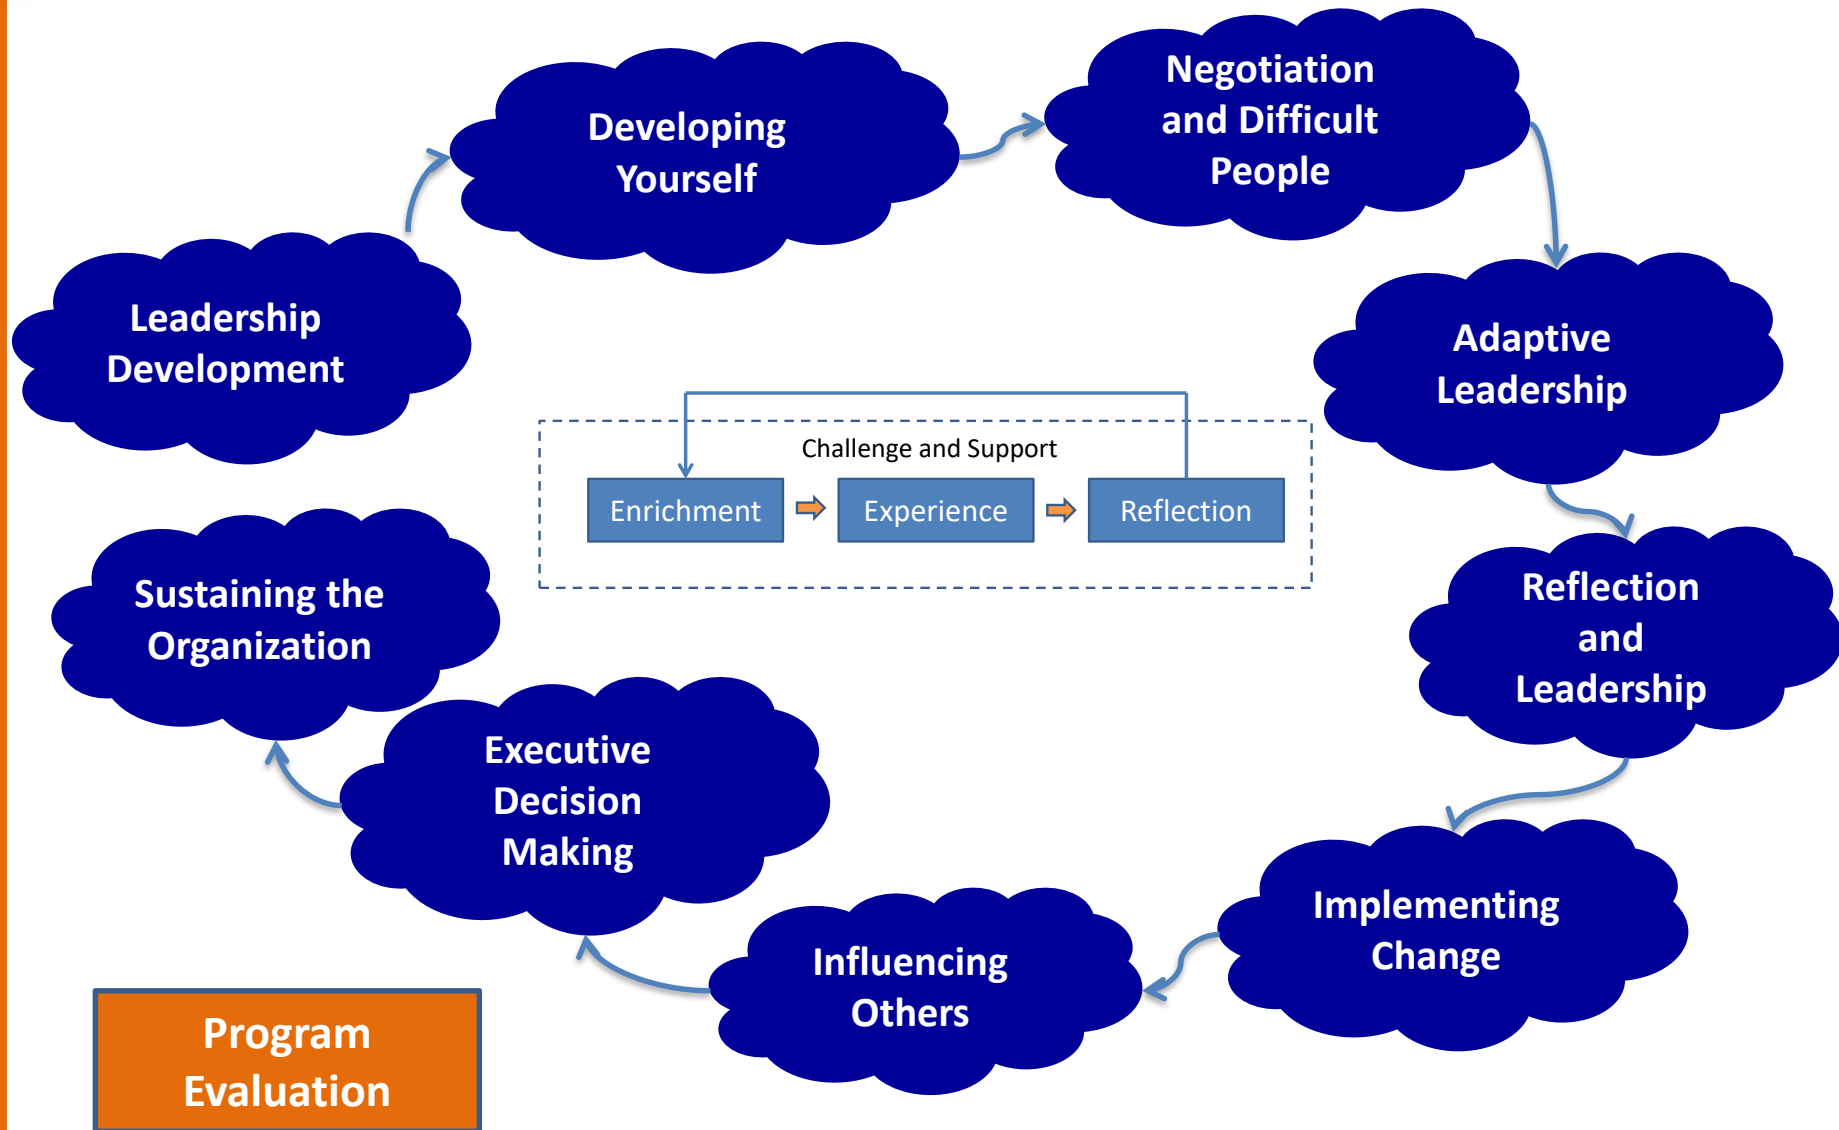 Leadership
Development
Developing
Yourself
Negotiation
and Difficult
People
Adaptive
Leadership
Reflection
and
Leadership
Implementing
Change
Influencing
Others
Executive
Decision
Making
Sustaining the
Organization
Challenge and Support
Enrichment
Experience
Reflection
Program
Evaluation